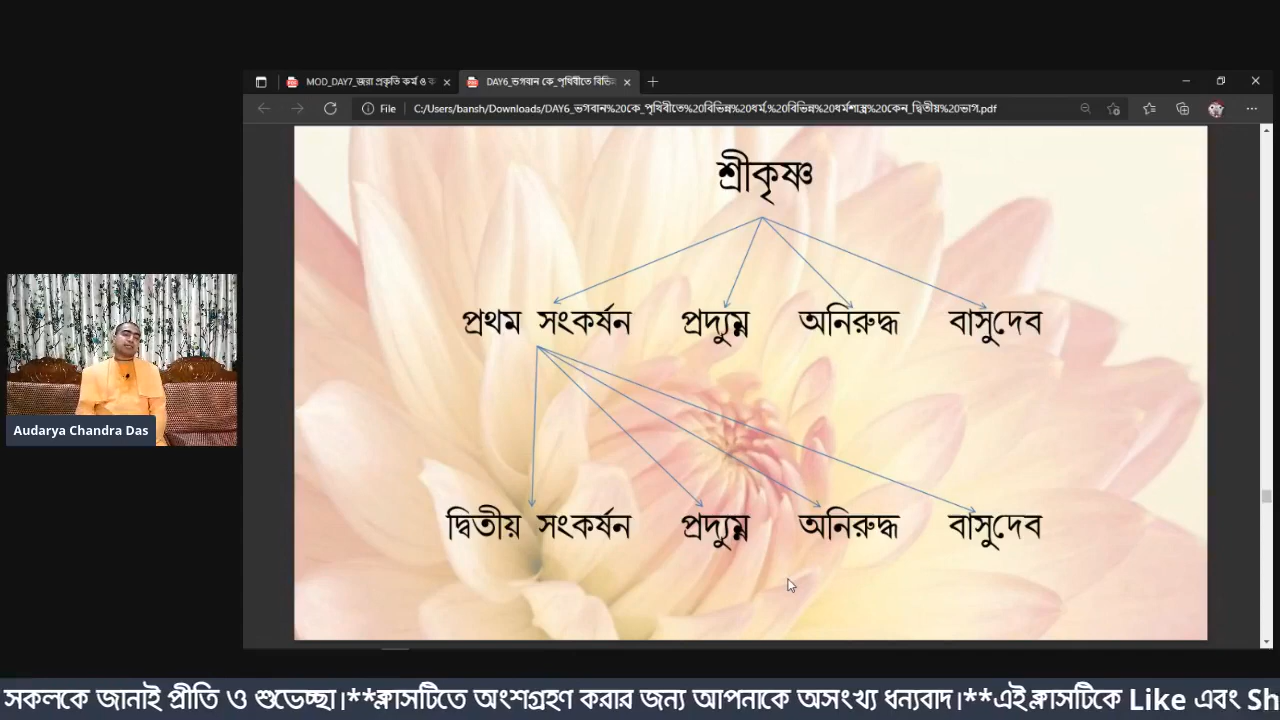 MOD_DAY7_জরা প্রকৃতি কর্ম ও ক
DAY6_ভগবান কে_পৃথিবীতে বিভিন্ন
File
C:/Users/bansh/Downloads/DAY6_ভগবান%20কে_পৃথিবীতে%20বিভিন্ন%20ধর্ম,%20বিভিন্ন%20ধর্মশাস্ত্র%20কেন_দ্বিতীয়%20ভাগ.pdf
শ্রীকৃষ্ণ
প্রথম সংকর্ষন প্রদ্যুম্ন অনিরুদ্ধ বাসুদেব
Audarya Chandra Das
দ্বিতীয় সংকর্ষন প্রদ্যুম্ন অনিরুদ্ধ বাসুদেব
সকলকে জানাই প্রীতি ও শুভেচ্ছা।**ক্লাসটিতে অংশগ্রহণ করার জন্য আপনাকে অসংখ্য ধন্যবাদ।**এই ক্লাসটিকে Like এবং Sh